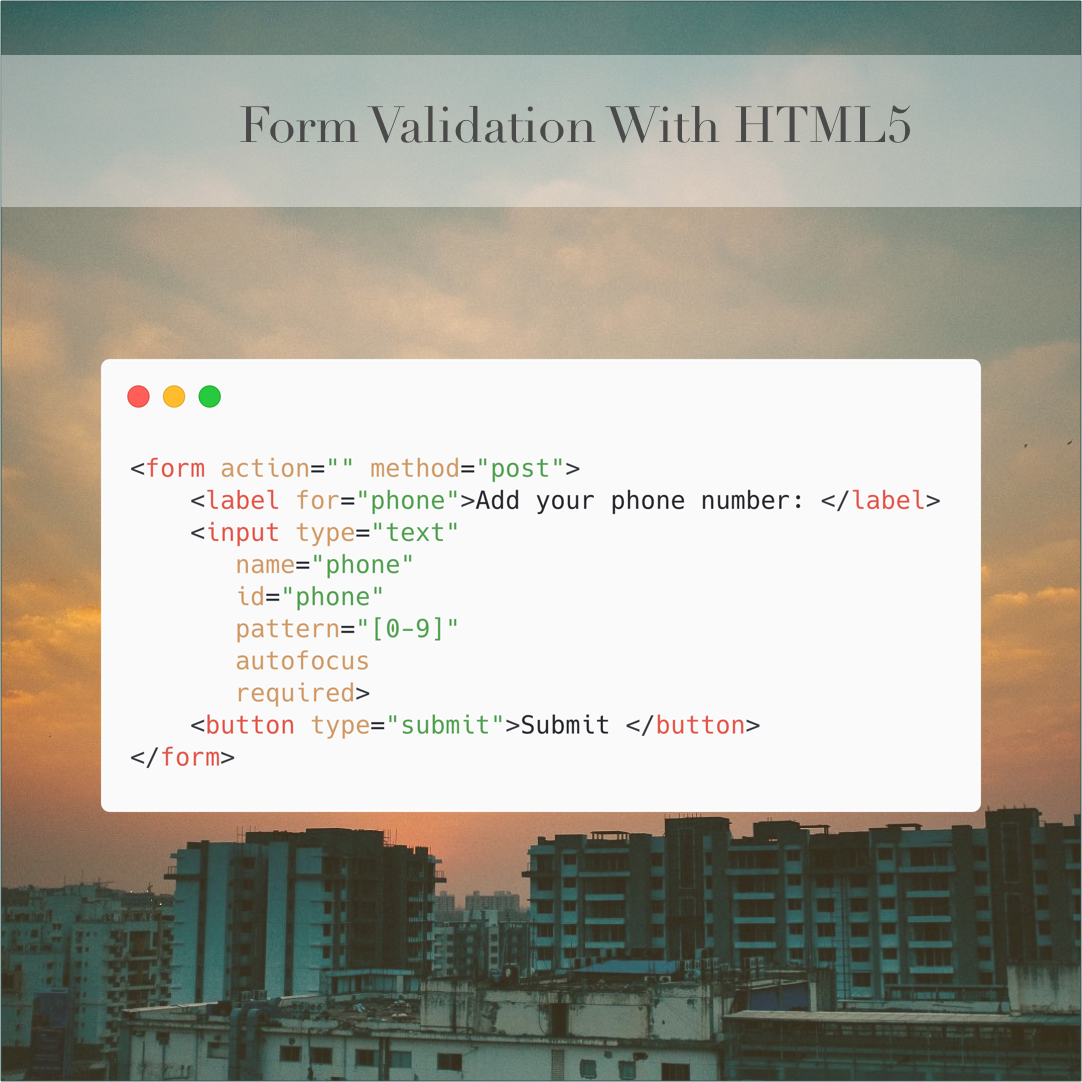 Form Validation With HTML5
<form action="" method="post">
    <label for="phone">Add your phone number: </label>
    <input type="text"
       name="phone"
       id="phone"
       pattern="[0-9]"
       autofocus
       required>
    <button type="submit">Submit </button>
</form>